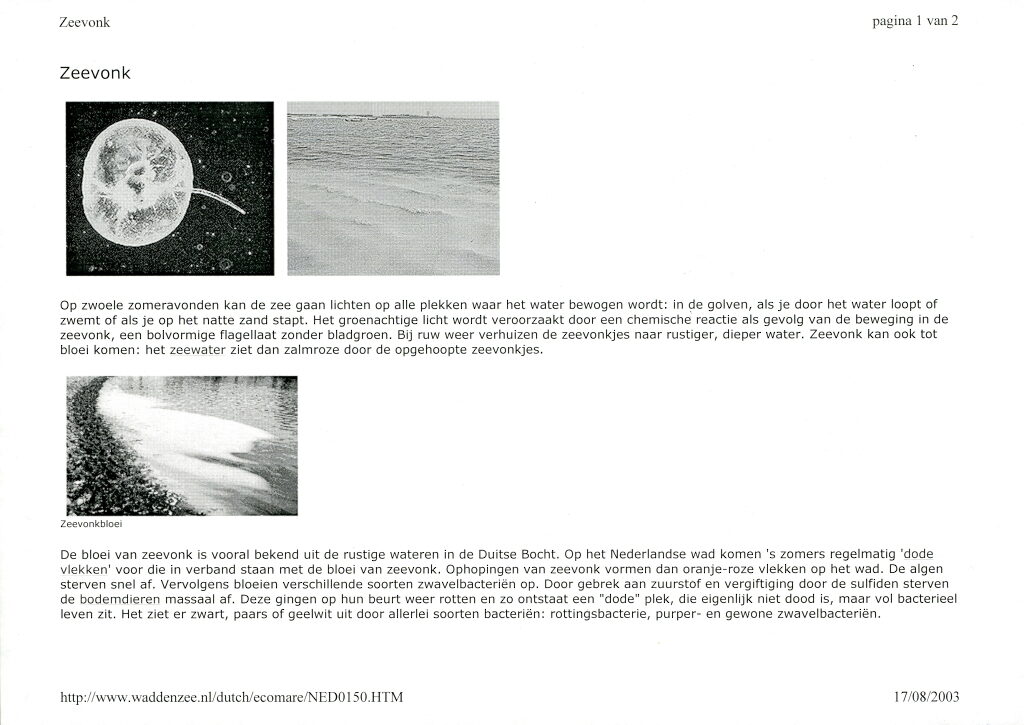 Zeevonk
pagina 1 van 2
Zeevonk
Op zwoele zomeravonden kan de zee gaan lichten op alle plekken waar het water bewogen wordt: in de golven, als je door het water loopt of
zwemt of als je op het natte zand stapt. Het groenachtige licht wordt veroorzaakt door een chemische reactie als gevolg van de beweging in de
zeevonk, een bolvormige flagellaat zonder bladgroen. Bij ruw weer verhuizen de zeevonkjes naar rustiger, dieper water. Zeevonk kan ook tot
bloei komen: het zeewater ziet dan zalmroze door de opgehoopte zeevonkjes.
Zeevonkbloei
De bloei van zeevonk is vooral bekend uit de rustige wateren in de Duitse Bocht. Op het Nederlandse wad komen 's zomers regelmatig 'dode
vlekken' voor die in verband staan met de bloei van zeevonk. Ophopingen van zeevonk vormen dan oranje-roze vlekken op het wad. De algen
sterven snel af. Vervolgens bloeien verschillende soorten zwavelbacteriën op. Door gebrek aan zuurstof en vergiftiging door de sulfiden sterven
de bodemdieren massaal af. Deze gingen op hun beurt weer rotten en zo ontstaat een "dode" plek, die eigenlijk niet dood is, maar vol bacterieel
leven zit. Het ziet er zwart, paars of geelwit uit door allerlei soorten bacteriën: rottingsbacterie, purper- en gewone zwavelbacteriën.
http://www.waddenzee.nl/dutch/ecomare/NED0150.HTM
17/08/2003